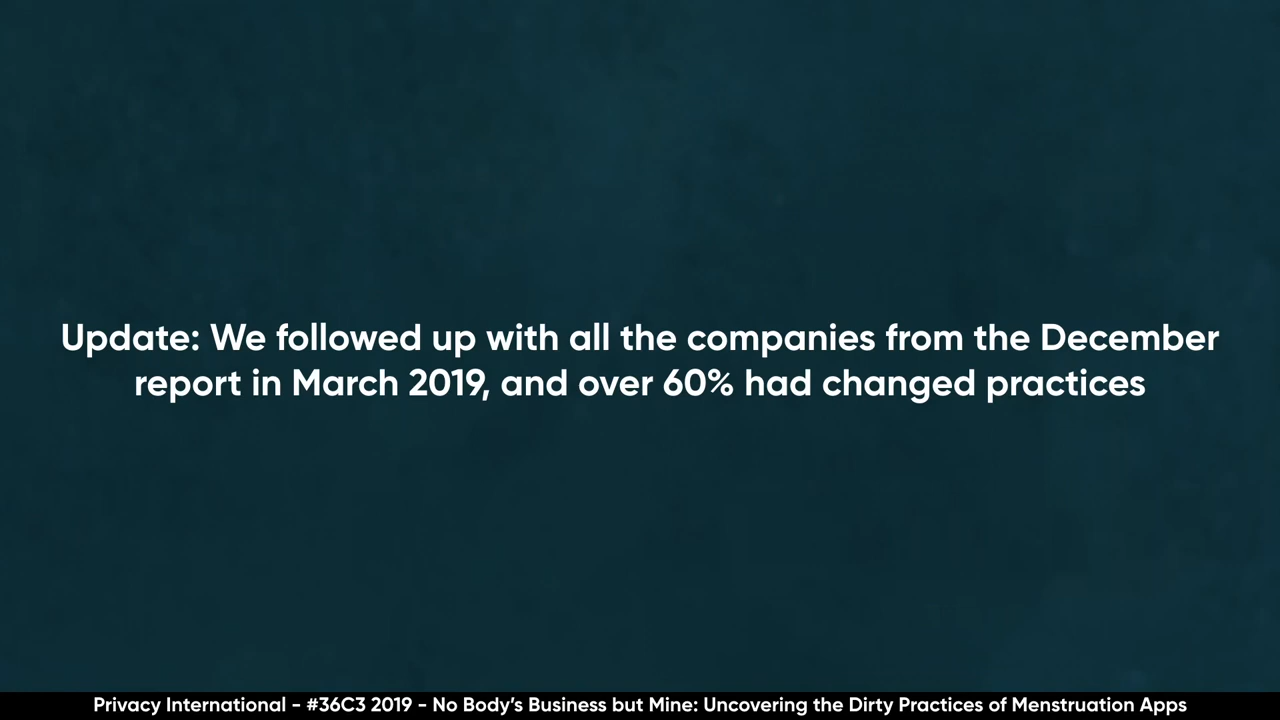 Update: We followed up with all the companies from the December
report in March 2019, and over 60% had changed practices
Privacy International - #36C3 2019 - No Body's Business but Mine: Uncovering the Dirty Practices of Menstruation Apps